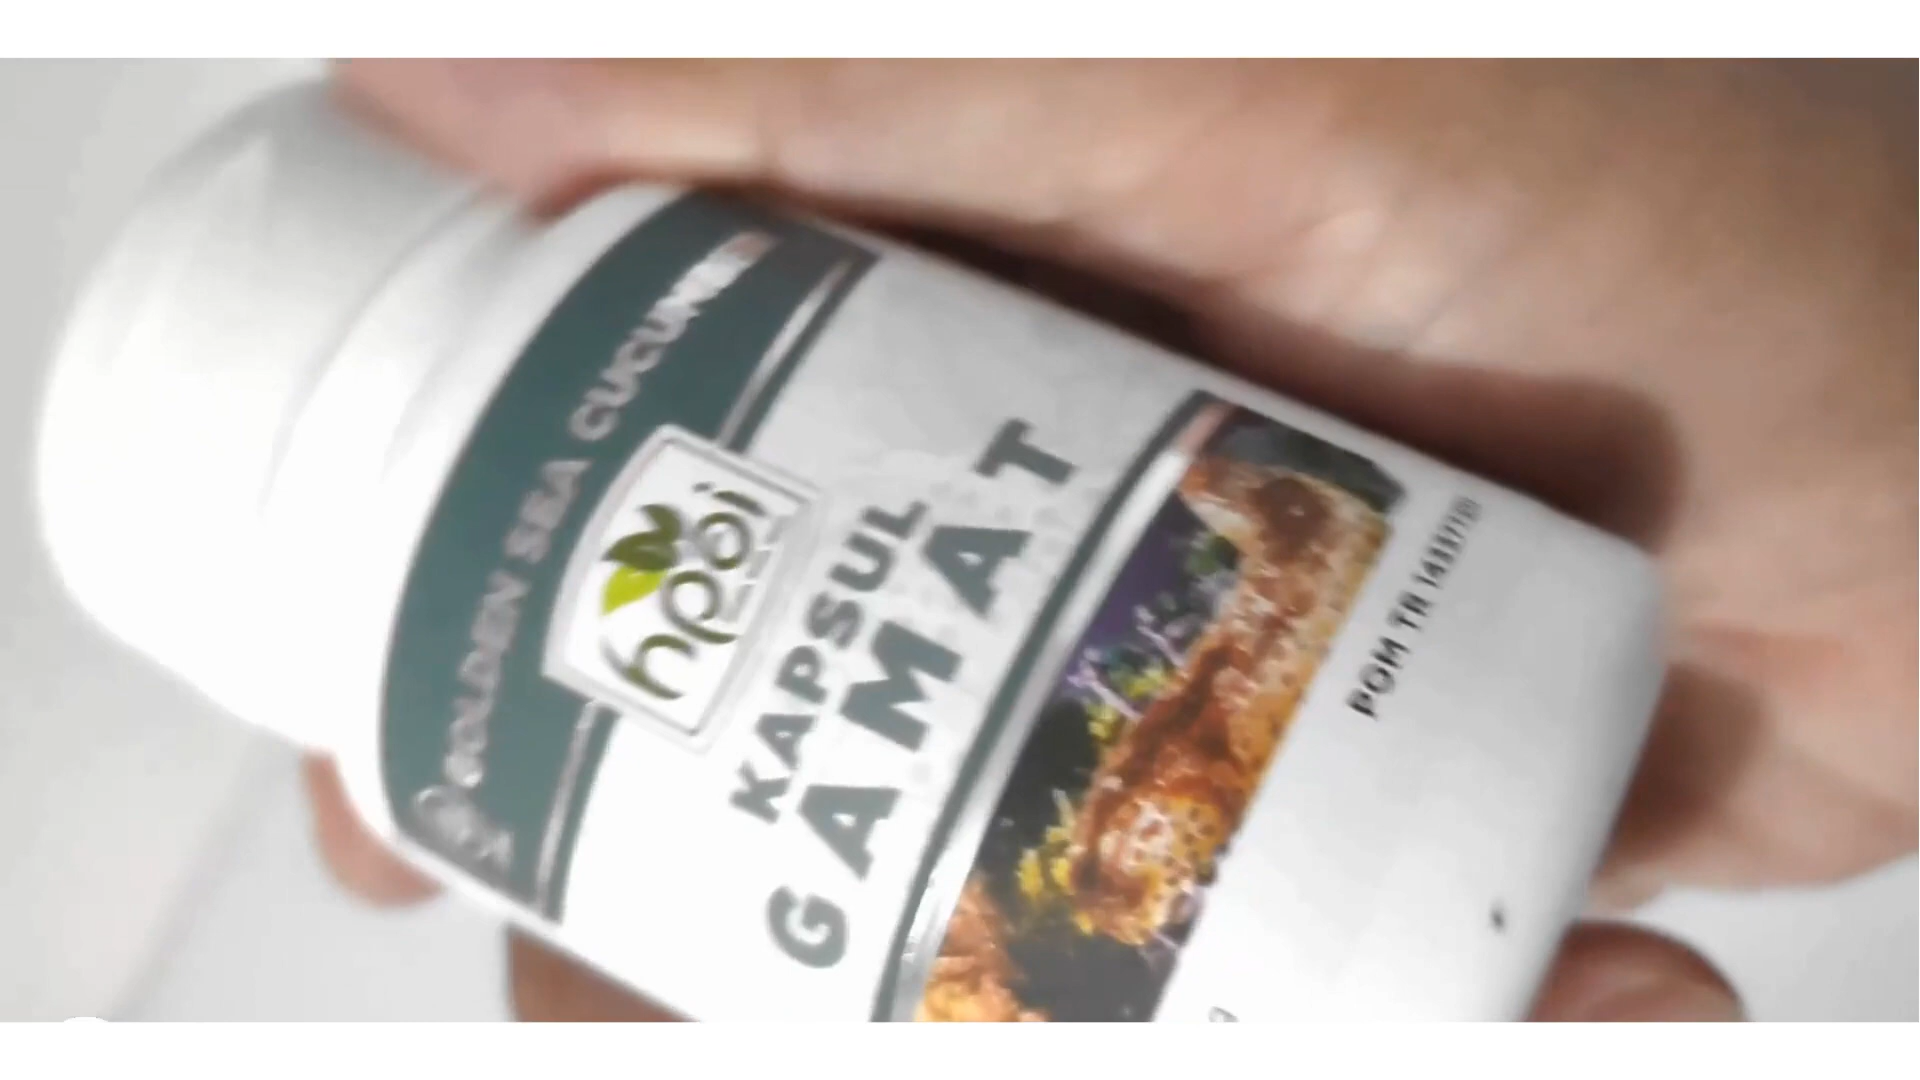 GOLDEN SEA CUCUMBER
hpai
KAPSUL
GAMAT
POM TR